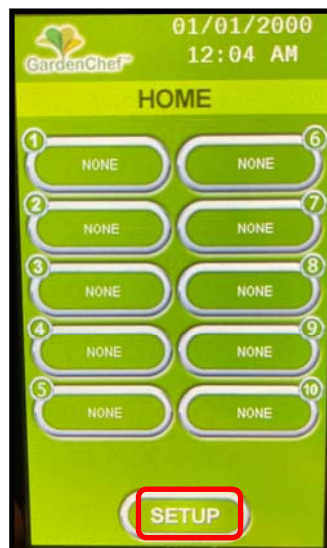 01/01/2000
12:04 AM
GardenChef™
HOME
1 NONE
6 NONE
2 NONE
7 NONE
3 NONE
8 NONE
4 NONE
9 NONE
5 NONE
10 NONE
SETUP